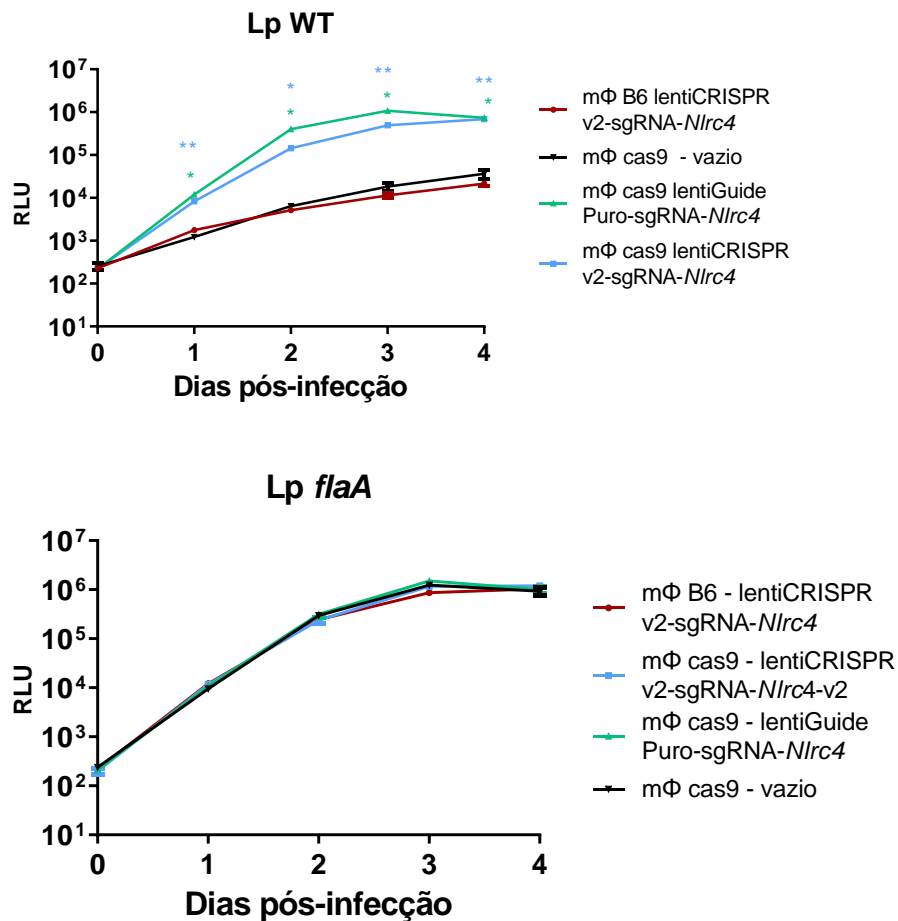 Lp WT
10⁷
10⁶
10⁵
10⁴
10³
10²
10¹
RLU
** * ** **
* * * *
0 1 2 3 4
Dias pós-infecção
mΦ B6 lentiCRISPR
v2-sgRNA-Nlrc4
mΦ cas9 - vazio
mΦ cas9 lentiGuide
Puro-sgRNA-Nlrc4
mΦ cas9 lentiCRISPR
v2-sgRNA-Nlrc4
Lp flaA
10⁷
10⁶
10⁵
10⁴
10³
10²
10¹
RLU
0 1 2 3 4
Dias pós-infecção
mΦ B6 - lentiCRISPR
v2-sgRNA-Nlrc4
mΦ cas9 - lentiCRISPR
v2-sgRNA-Nlrc4-v2
mΦ cas9 - lentiGuide
Puro-sgRNA-Nlrc4
mΦ cas9 - vazio